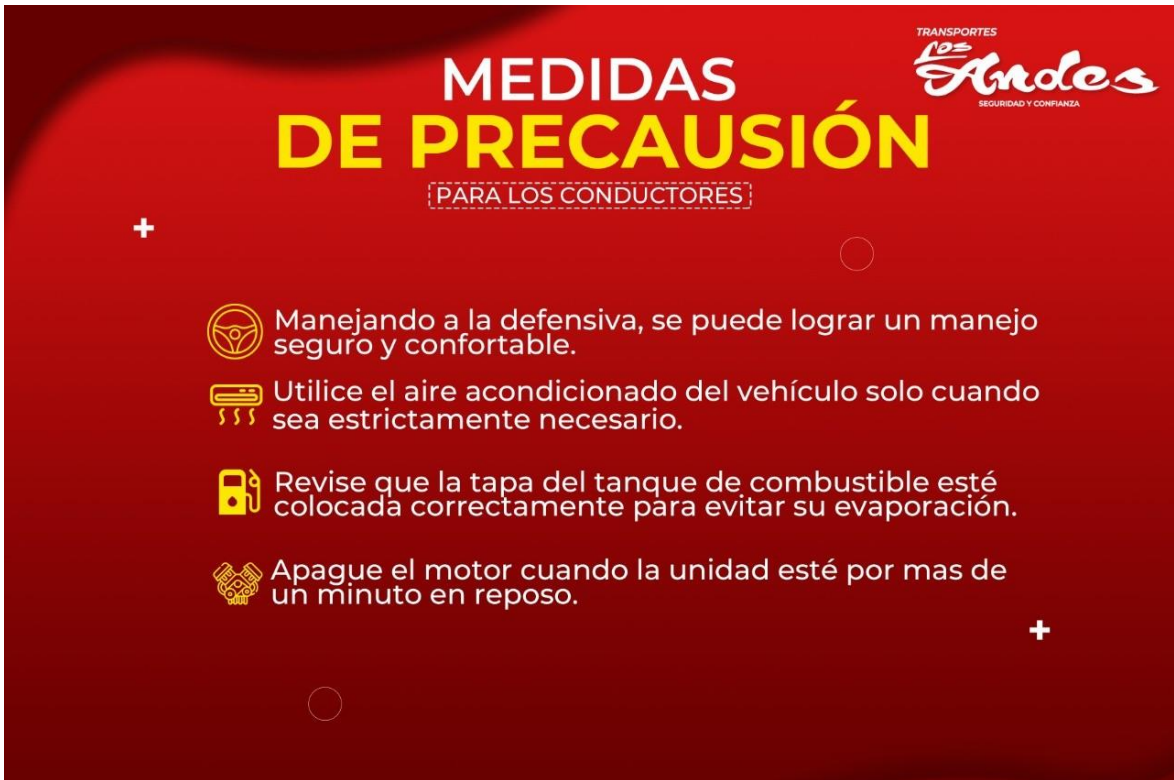 TRANSPORTES
Los
Andes
SEGURIDAD Y CONFIANZA
MEDIDAS
DE PRECAUSIÓN
PARA LOS CONDUCTORES
Manejando a la defensiva, se puede lograr un manejo
seguro y confortable.
Utilice el aire acondicionado del vehículo solo cuando
sea estrictamente necesario.
Revise que la tapa del tanque de combustible esté
colocada correctamente para evitar su evaporación.
Apague el motor cuando la unidad esté por mas de
un minuto en reposo.